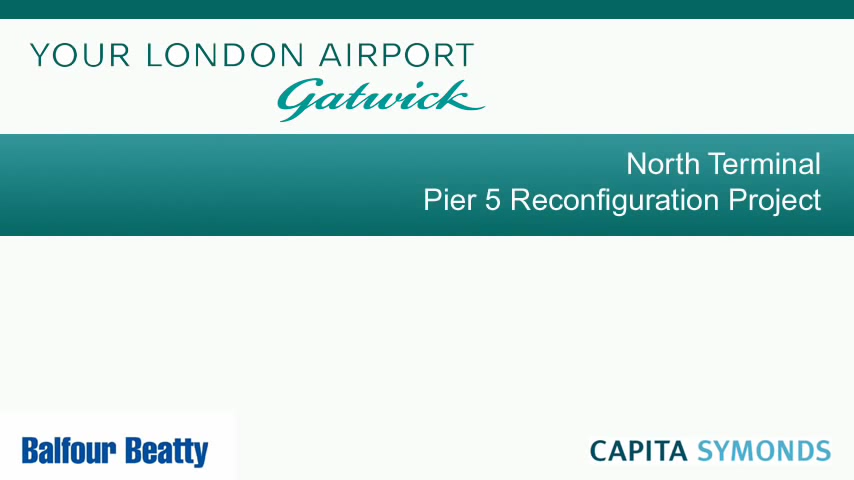 YOUR LONDON AIRPORT
Gatwick
North Terminal
Pier 5 Reconfiguration Project
Balfour Beatty
CAPITA SYMONDS